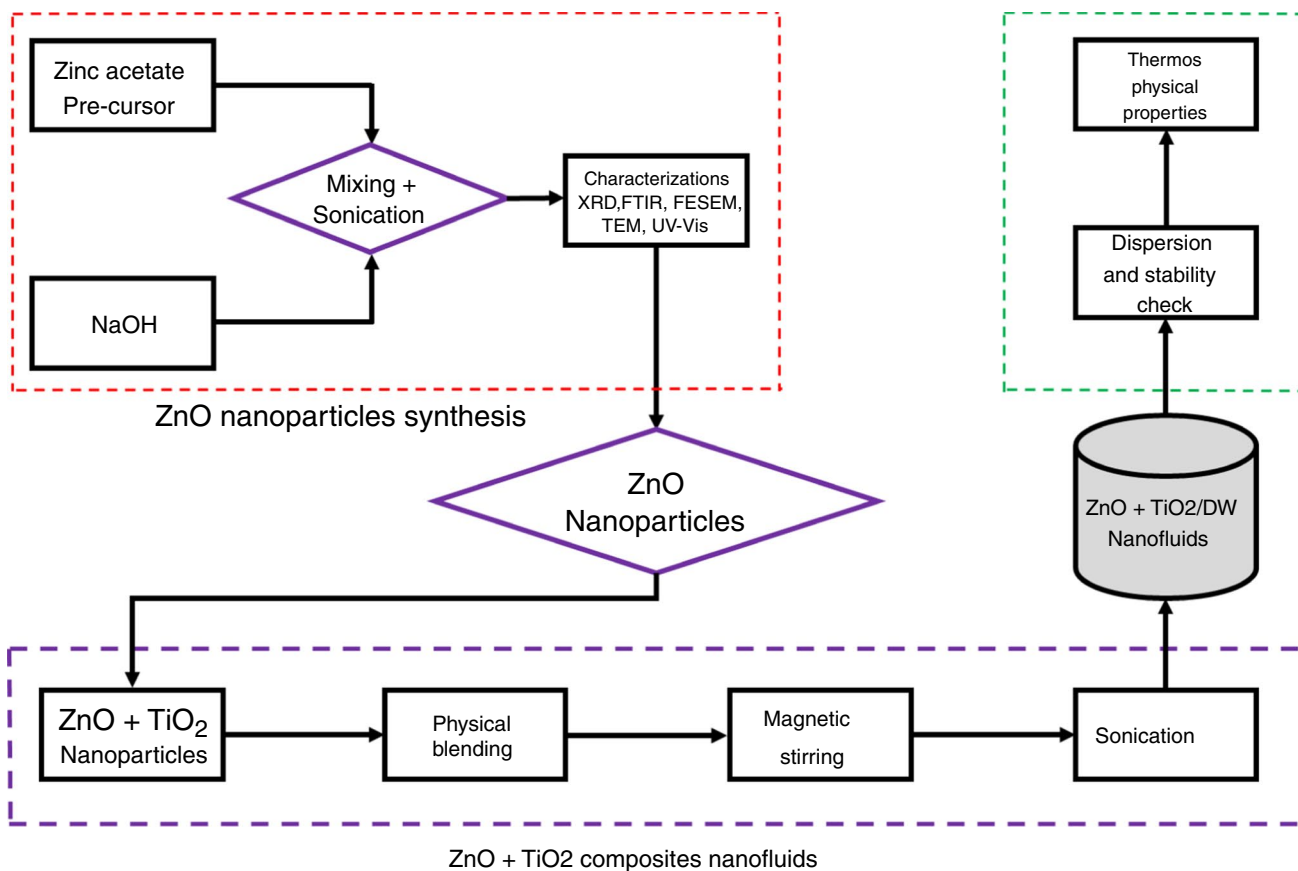 Zinc acetate
Pre-cursor
Mixing +
Sonication
NaOH
Characterizations
XRD,FTIR, FESEM,
TEM, UV-Vis
ZnO nanoparticles synthesis
ZnO
Nanoparticles
ZnO + TiO₂
Nanoparticles
Physical
blending
Magnetic
stirring
Sonication
ZnO + TiO2/DW
Nanofluids
Dispersion
and stability
check
Thermos
physical
properties
ZnO + TiO2 composites nanofluids